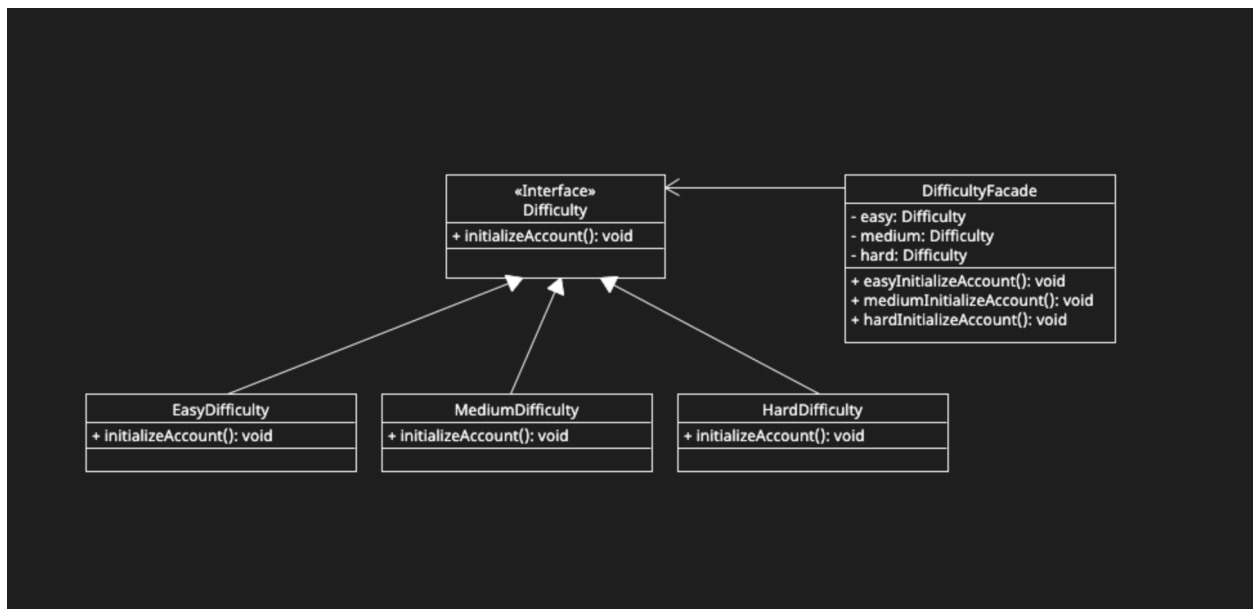 «Interface»
Difficulty
+ initializeAccount(): void
DifficultyFacade
- easy: Difficulty
- medium: Difficulty
- hard: Difficulty
+ easyInitializeAccount(): void
+ mediumInitializeAccount(): void
+ hardInitializeAccount(): void
EasyDifficulty
+ initializeAccount(): void
MediumDifficulty
+ initializeAccount(): void
HardDifficulty
+ initializeAccount(): void